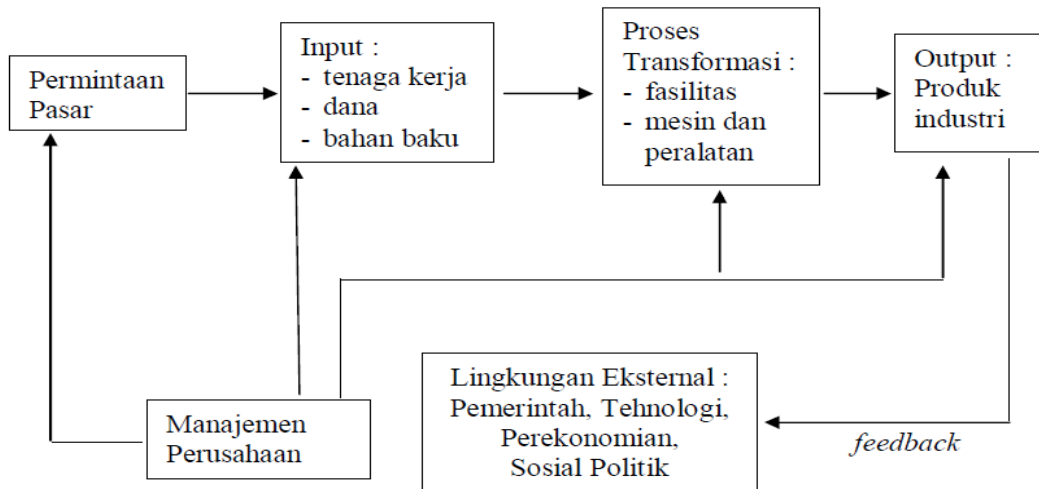 Permintaan
Pasar
Input :
- tenaga kerja
- dana
- bahan baku
Proses
Transformasi :
- fasilitas
- mesin dan
peralatan
Output :
Produk
industri
Manajemen
Perusahaan
Lingkungan Eksternal :
Pemerintah, Tehnologi,
Perekonomian,
Sosial Politik
feedback